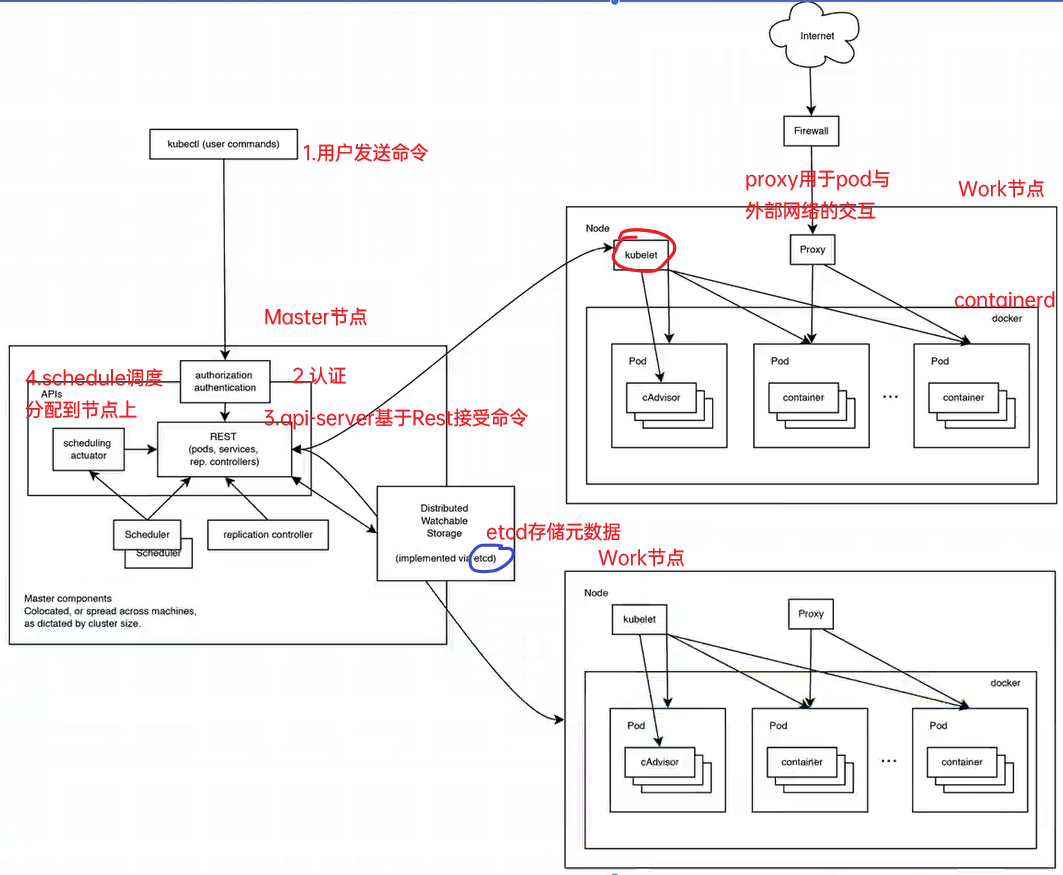 Internet
Firewall
kubectl (user commands)
1.用户发送命令
proxy用于pod与
外部网络的交互
Work节点
Node
kubelet
Proxy
containerd
docker
Pod
cAdvisor
Pod
container
...
Pod
container
Master节点
authorization
authentication
2.认证
4.schedule调度
分配到节点上
APIs
3.api-server基于Rest接受命令
scheduling
actuator
REST
(pods, services,
rep. controllers)
Scheduler
Scheduler
replication controller
Distributed
Watchable
Storage
(implemented via etcd)
etcd存储元数据
Master components
Colocated, or spread across machines,
as dictated by cluster size.
Work节点
Node
kubelet
Proxy
docker
Pod
cAdvisor
Pod
container
...
Pod
container